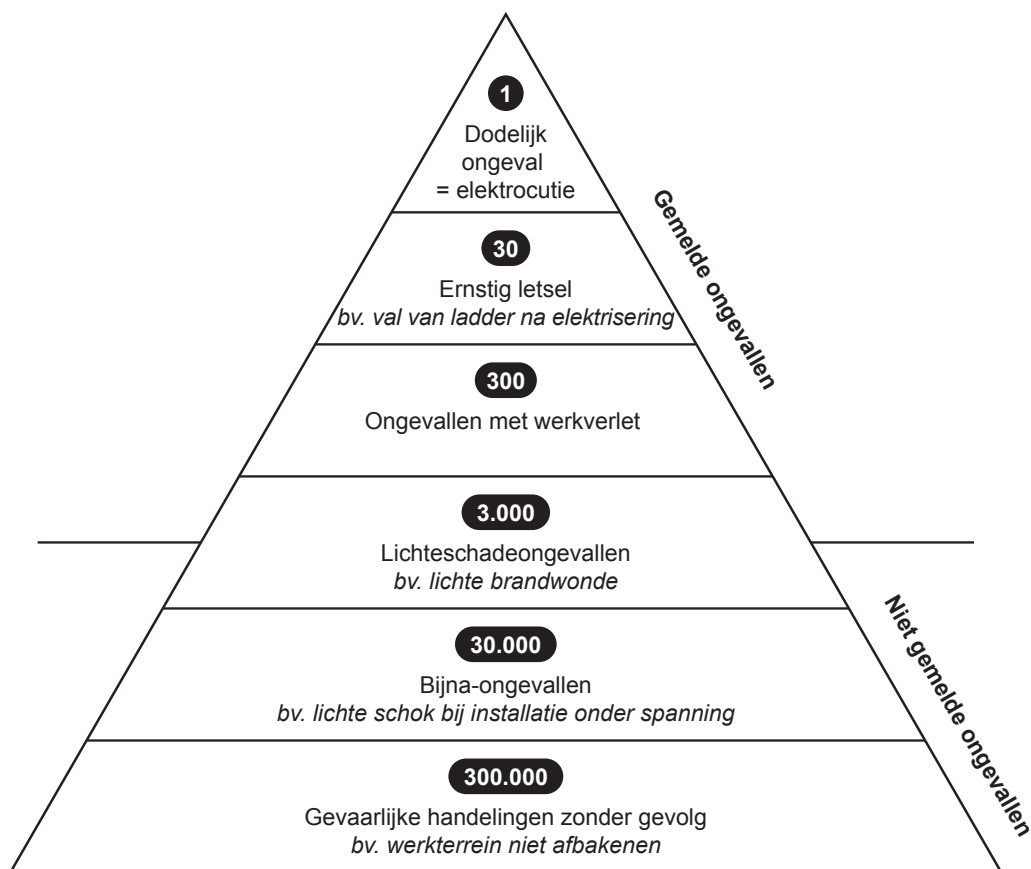 1
Dodelijk
ongeval
= elektrocutie
Gemelde ongevallen
30
Ernstig letsel
bv. val van ladder na elektrisering
300
Ongevallen met werkverlet
3.000
Lichteschadeongevallen
bv. lichte brandwonde
Niet gemelde ongevallen
30.000
Bijna-ongevallen
bv. lichte schok bij installatie onder spanning
300.000
Gevaarlijke handelingen zonder gevolg
bv. werkterrein niet afbakenen